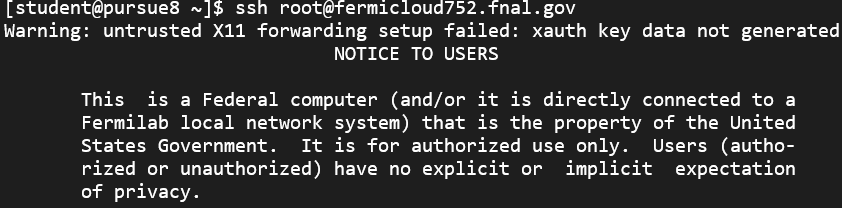 [student@pursue8 ~]$ ssh root@fermicloud752.fnal.gov
Warning: untrusted X11 forwarding setup failed: xauth key data not generated
NOTICE TO USERS
This  is a Federal computer (and/or it is directly connected to a
Fermilab local network system) that is the property of the United
States Government.  It is for authorized use only.  Users (autho-
rized or unauthorized) have no explicit or  implicit  expectation
of privacy.